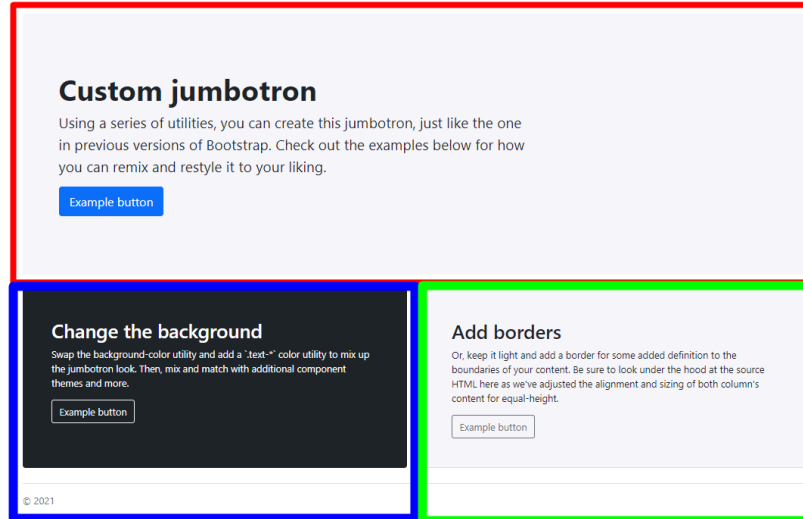 Custom jumbotron
Using a series of utilities, you can create this jumbotron, just like the one
in previous versions of Bootstrap. Check out the examples below for how
you can remix and restyle it to your liking.
Example button
Change the background
Swap the background-color utility and add a `.text-*` color utility to mix up
the jumbotron look. Then, mix and match with additional component
themes and more.
Example button
Add borders
Or, keep it light and add a border for some added definition to the
boundaries of your content. Be sure to look under the hood at the source
HTML here as we've adjusted the alignment and sizing of both column's
content for equal-height.
Example button
© 2021